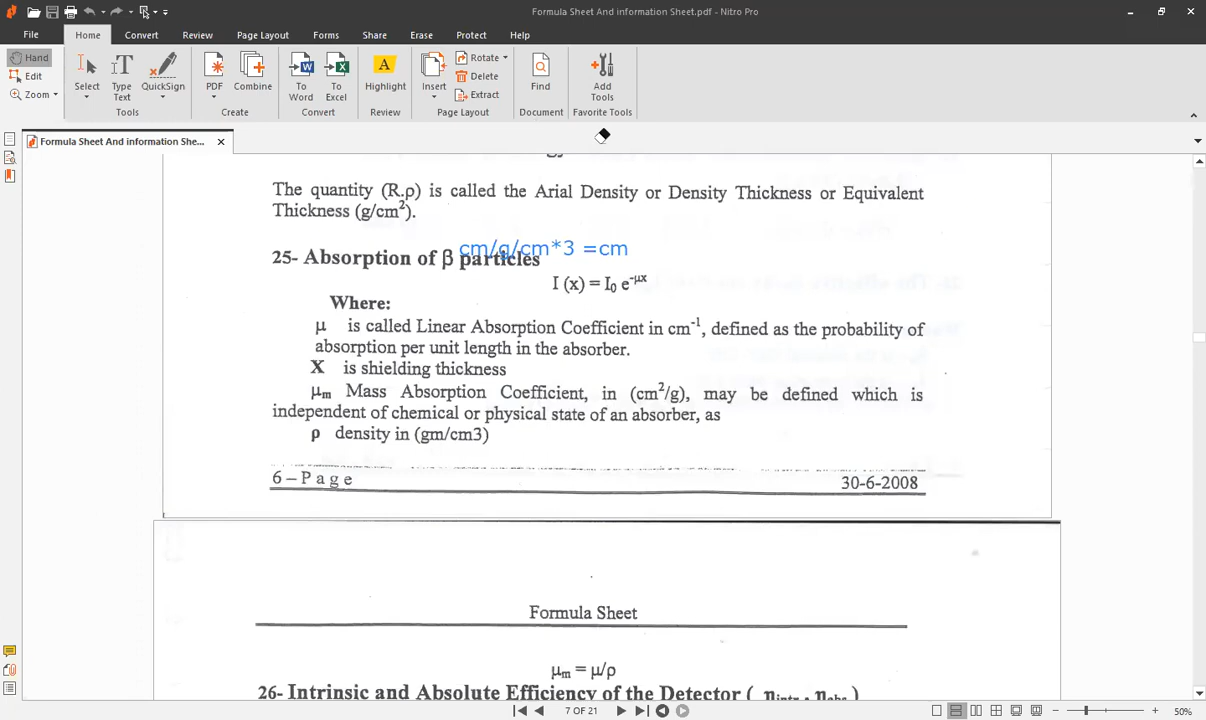 Formula Sheet And information Sheet.pdf - Nitro Pro
File Home Convert Review Page Layout Forms Share Erase Protect Help
Hand
Edit
Zoom
Select
Type Text
QuickSign
Tools
PDF
Combine
Create
To Word
To Excel
Convert
Highlight
Review
Insert
Rotate
Delete
Extract
Page Layout
Find
Document
Add Tools
Favorite Tools
Formula Sheet And information She...
The quantity (R.ρ) is called the Arial Density or Density Thickness or Equivalent
Thickness (g/cm²).
cm/g/cm*3 =cm
25- Absorption of β particles
I (x) = I₀ e⁻μˣ
Where:
μ is called Linear Absorption Coefficient in cm⁻¹, defined as the probability of
absorption per unit length in the absorber.
X is shielding thickness
μₘ Mass Absorption Coefficient, in (cm²/g), may be defined which is
independent of chemical or physical state of an absorber, as
ρ density in (gm/cm3)
6 – P a g e 30-6-2008
Formula Sheet
μₘ = μ/ρ
26- Intrinsic and Absolute Efficiency of the Detector ( ηintr , ηabs )
7 OF 21
50%